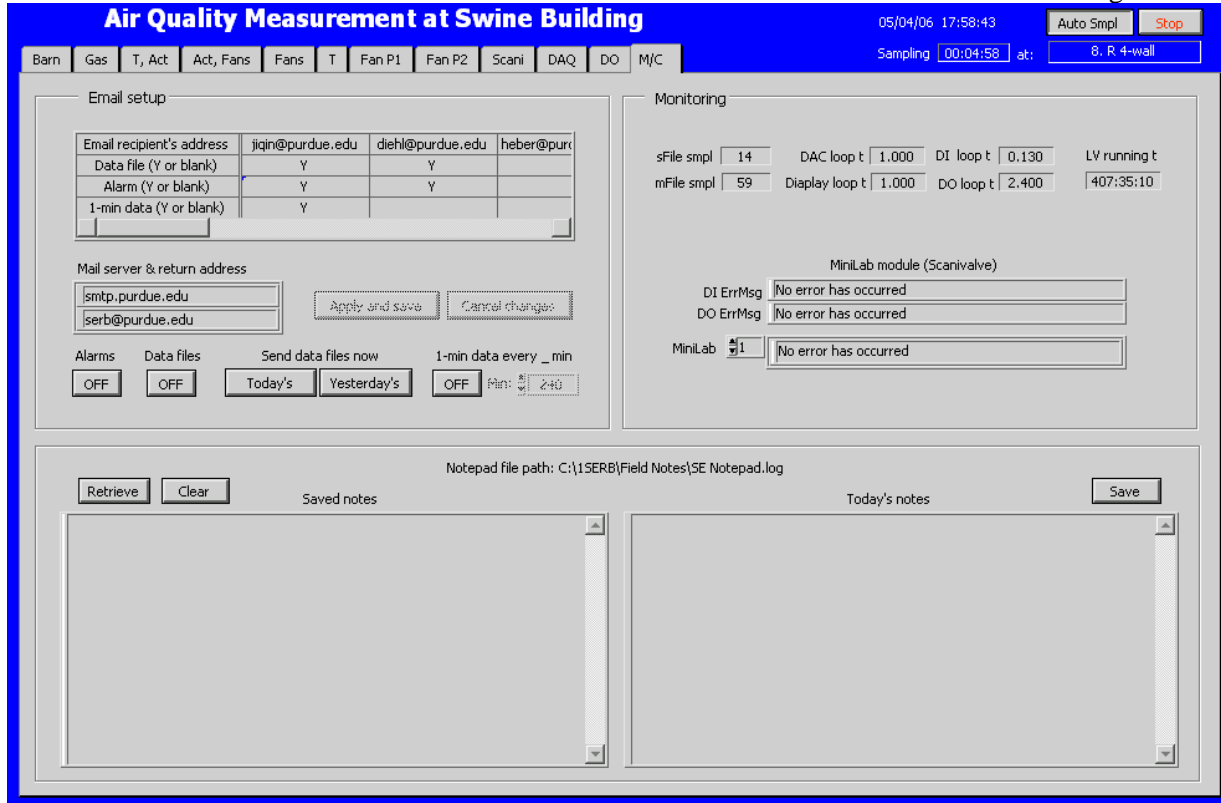 Air Quality Measurement at Swine Building
05/04/06 17:58:43 Auto Smpl Stop
Sampling 00:04:58 at: 8. R 4-wall
Barn Gas T, Act Act, Fans RH, P T Fan P1 Fan P2 Scani DAQ DO M/C
Email setup
Email recipient's address jiqin@purdue.edu diehl@purdue.edu heber@purd
Data file (Y or blank) Y Y
Alarm (Y or blank) Y Y
1-min data (Y or blank) Y
Mail server & return address
smtp.purdue.edu
serb@purdue.edu
Apply and save Cancel changes
Alarms Data files Send data files now 1-min data every _ min
OFF OFF Today's Yesterday's OFF Min: 240
Monitoring
sFile smpl 14 DAC loop t 1.000 DI loop t 0.130 LV running t
mFile smpl 59 Diaplay loop t 1.000 DO loop t 2.400 407:35:10
MiniLab module (Scanivalve)
DI ErrMsg No error has occurred
DO ErrMsg No error has occurred
MiniLab 1 No error has occurred
Notepad file path: C:\1SERB\Field Notes\SE Notepad.log
Retrieve Clear Saved notes Today's notes Save